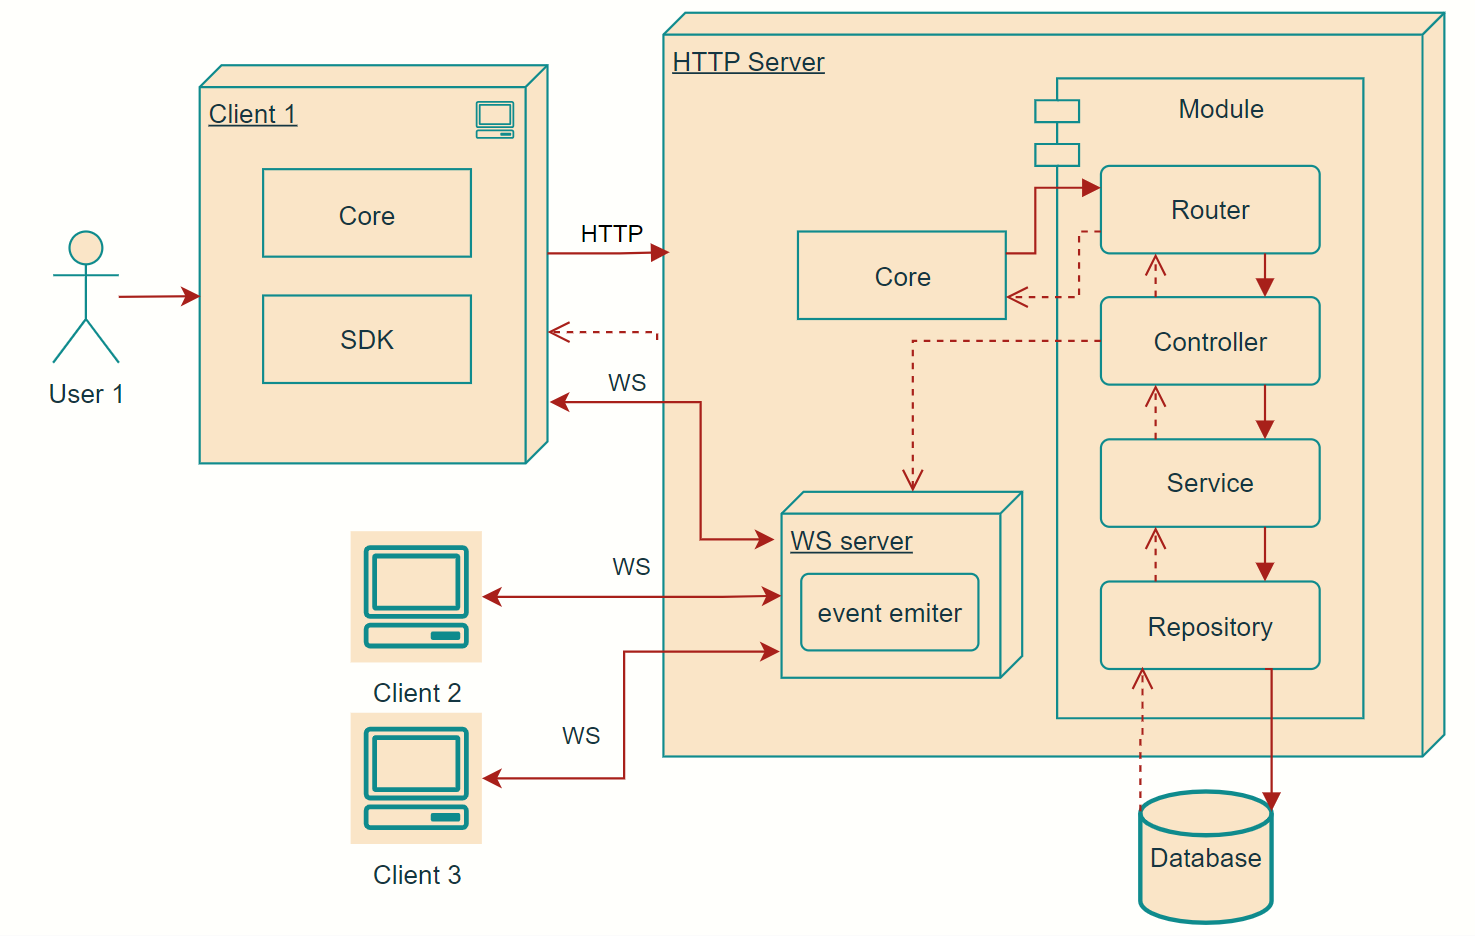 HTTP Server
Client 1
Module
Core
Router
HTTP
Core
SDK
Controller
User 1
WS
Service
WS server
WS
event emiter
Repository
Client 2
WS
Database
Client 3